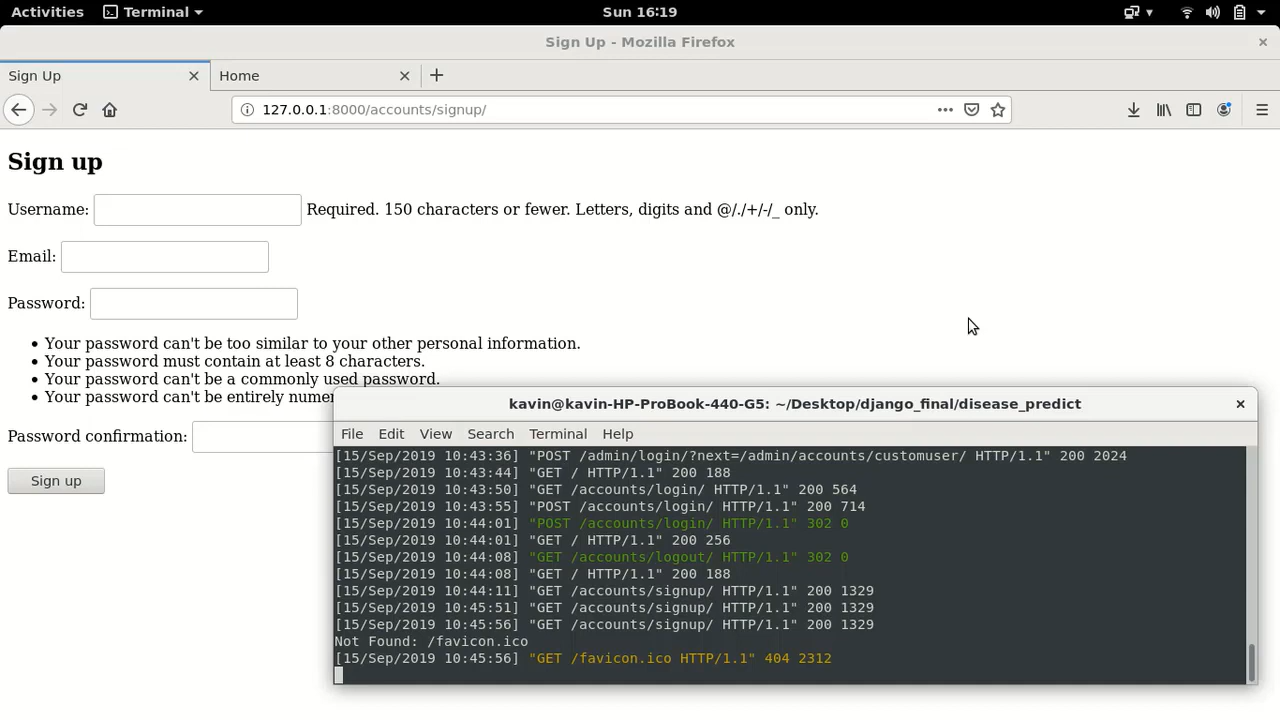 Activities Terminal Sun 16:19
Sign Up - Mozilla Firefox
Sign Up Home
127.0.0.1:8000/accounts/signup/
Sign up
Username: Required. 150 characters or fewer. Letters, digits and @/./+/-/_ only.
Email:
Password:
• Your password can't be too similar to your other personal information.
• Your password must contain at least 8 characters.
• Your password can't be a commonly used password.
• Your password can't be entirely
Password confirmation:
Sign up
kavin@kavin-HP-ProBook-440-G5: ~/Desktop/django_final/disease_predict
File Edit View Search Terminal Help
[15/Sep/2019 10:43:36] "POST /admin/login/?next=/admin/accounts/customuser/ HTTP/1.1" 200 2024
[15/Sep/2019 10:43:44] "GET / HTTP/1.1" 200 188
[15/Sep/2019 10:43:50] "GET /accounts/login/ HTTP/1.1" 200 564
[15/Sep/2019 10:43:55] "POST /accounts/login/ HTTP/1.1" 200 714
[15/Sep/2019 10:44:01] "POST /accounts/login/ HTTP/1.1" 302 0
[15/Sep/2019 10:44:01] "GET / HTTP/1.1" 200 256
[15/Sep/2019 10:44:08] "GET /accounts/logout/ HTTP/1.1" 302 0
[15/Sep/2019 10:44:08] "GET / HTTP/1.1" 200 188
[15/Sep/2019 10:44:11] "GET /accounts/signup/ HTTP/1.1" 200 1329
[15/Sep/2019 10:45:51] "GET /accounts/signup/ HTTP/1.1" 200 1329
[15/Sep/2019 10:45:56] "GET /accounts/signup/ HTTP/1.1" 200 1329
Not Found: /favicon.ico
[15/Sep/2019 10:45:56] "GET /favicon.ico HTTP/1.1" 404 2312